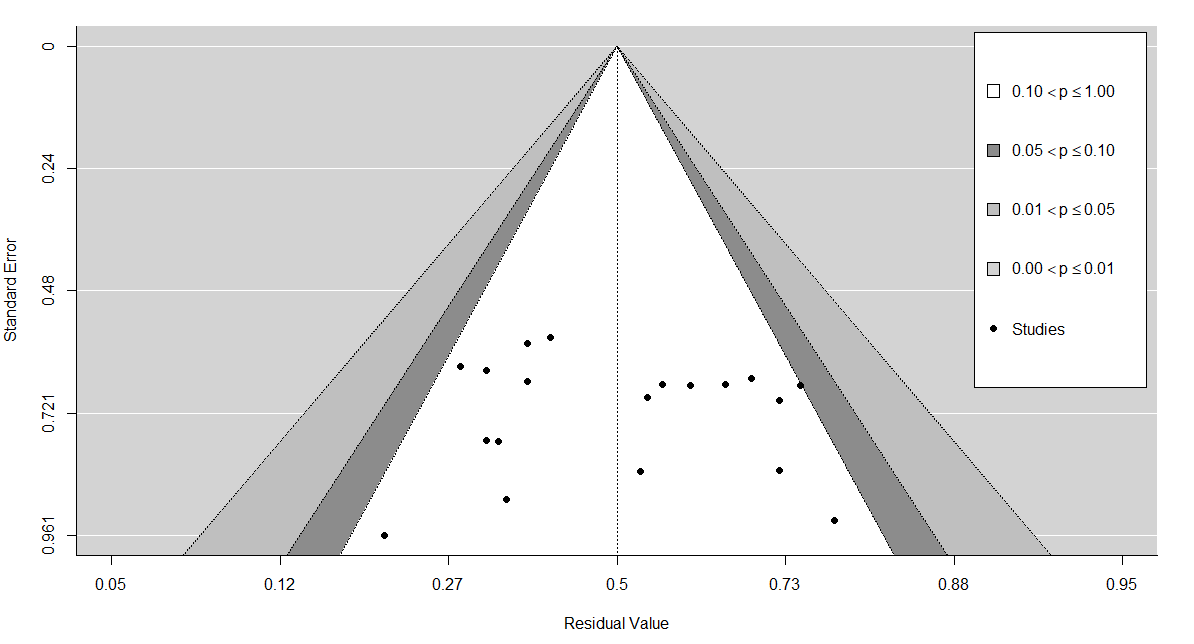 0
0.24
0.48
0.721
0.961
Standard Error
0.05
0.12
0.27
0.5
0.73
0.88
0.95
Residual Value
0.10 < p ≤ 1.00
0.05 < p ≤ 0.10
0.01 < p ≤ 0.05
0.00 < p ≤ 0.01
Studies